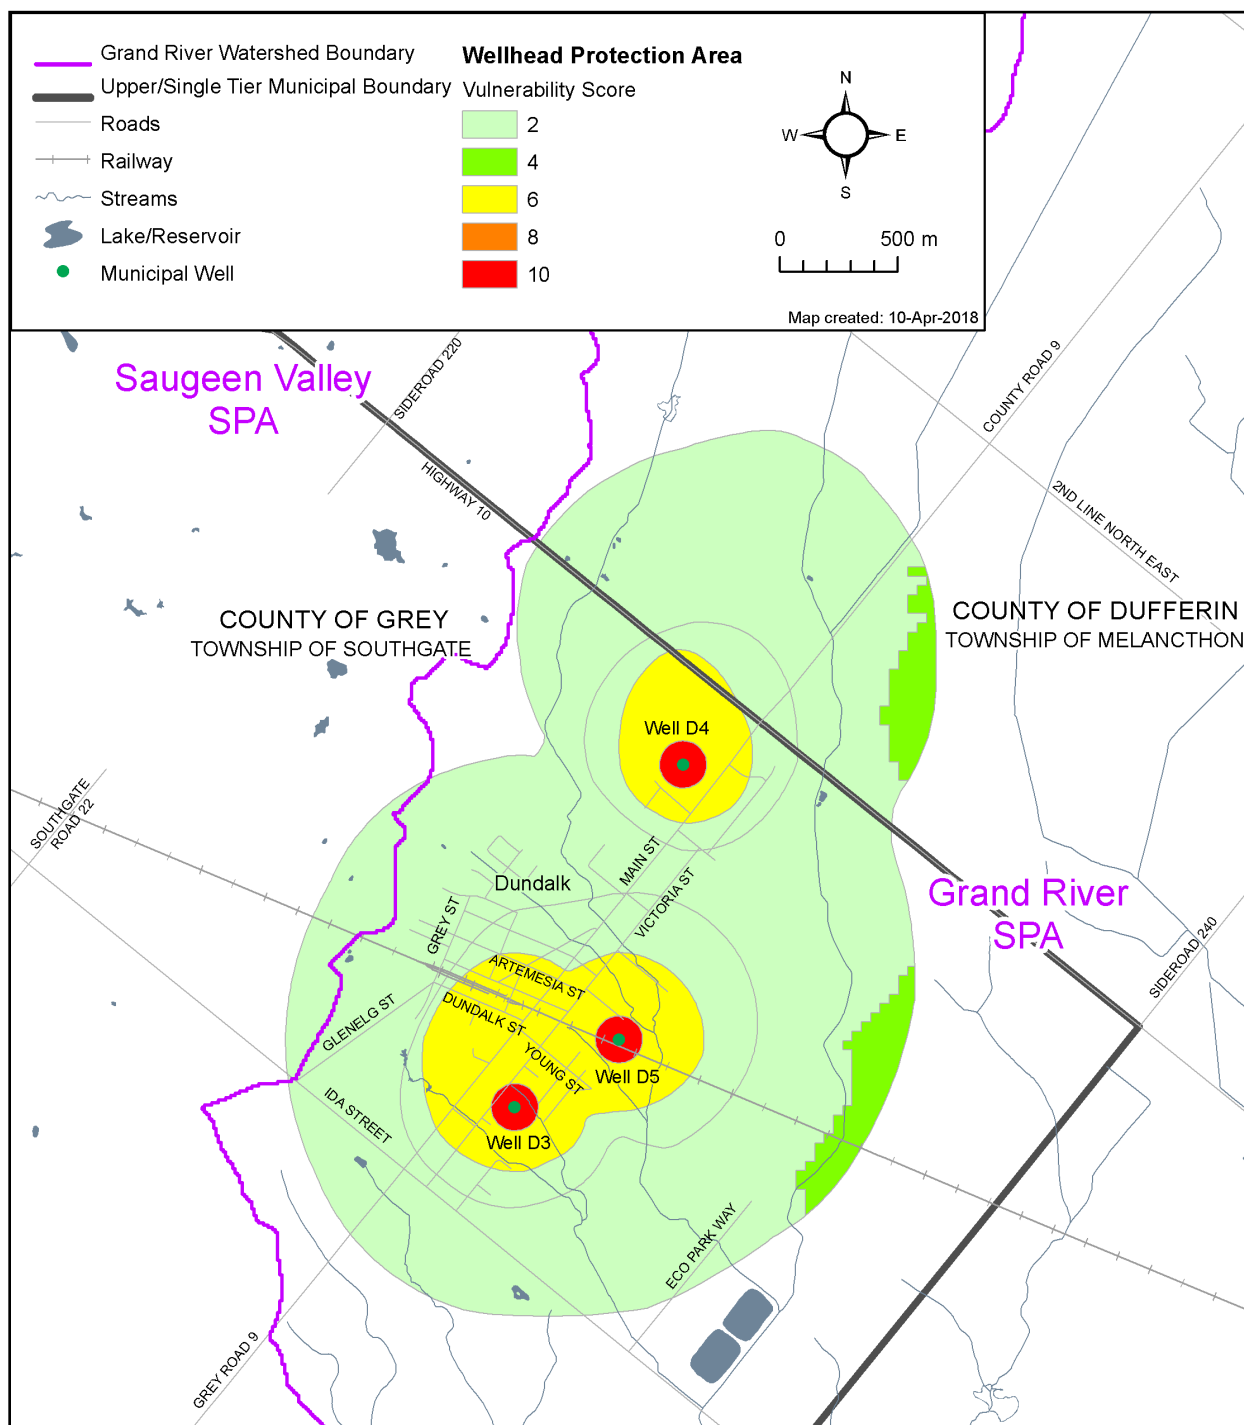 Grand River Watershed Boundary
Upper/Single Tier Municipal Boundary
Roads
Railway
Streams
Lake/Reservoir
Municipal Well
Wellhead Protection Area
Vulnerability Score
2
4
6
8
10
N
W E
S
0 500 m
Map created: 10-Apr-2018
Saugeen Valley
SPA
SIDEROAD 220
HIGHWAY 10
COUNTY ROAD 9
2ND LINE NORTH EAST
COUNTY OF GREY
TOWNSHIP OF SOUTHGATE
COUNTY OF DUFFERIN
TOWNSHIP OF MELANCTHON
Well D4
SOUTHGATE
ROAD 22
MAIN ST
VICTORIA ST
Dundalk
GREY ST
Grand River
SPA
SIDEROAD 240
ARTEMESIA ST
DUNDALK ST
GLENELG ST
YOUNG ST
Well D5
IDA STREET
Well D3
ECO PARK WAY
GREY ROAD 9